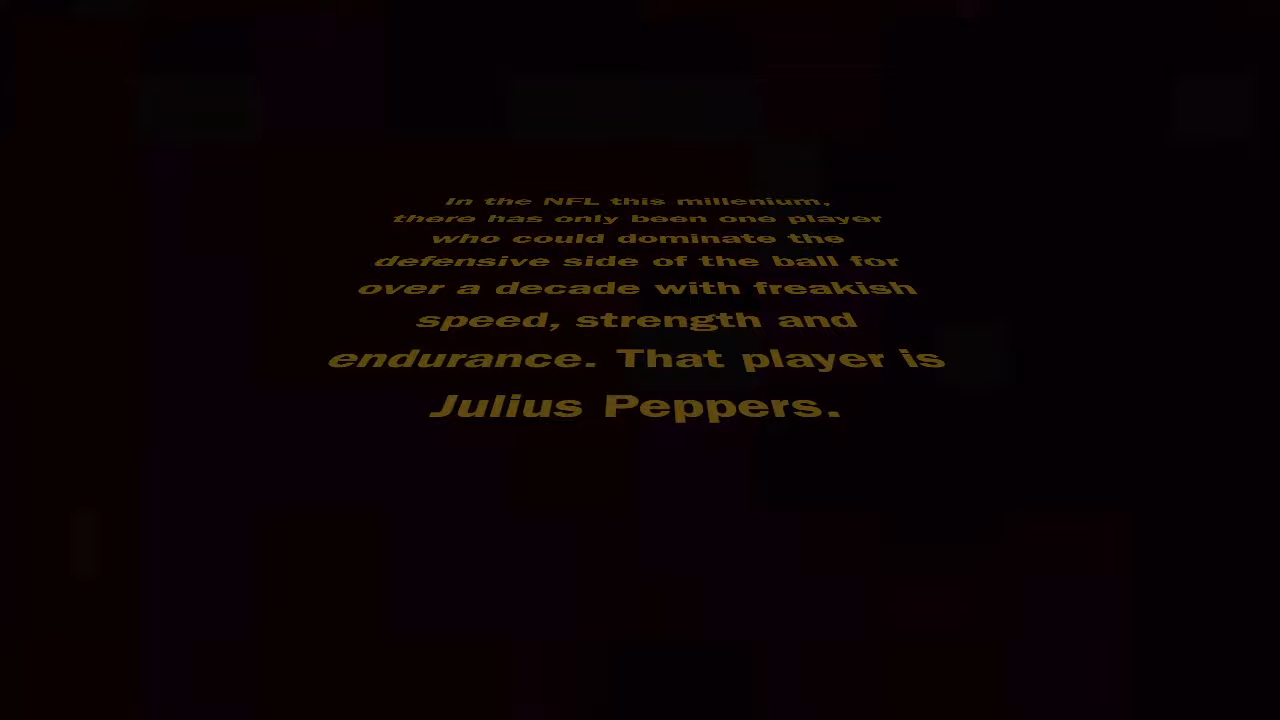 In the NFL this millenium,
there has only been one player
who could dominate the
defensive side of the ball for
over a decade with freakish
speed, strength and
endurance. That player is
Julius Peppers.